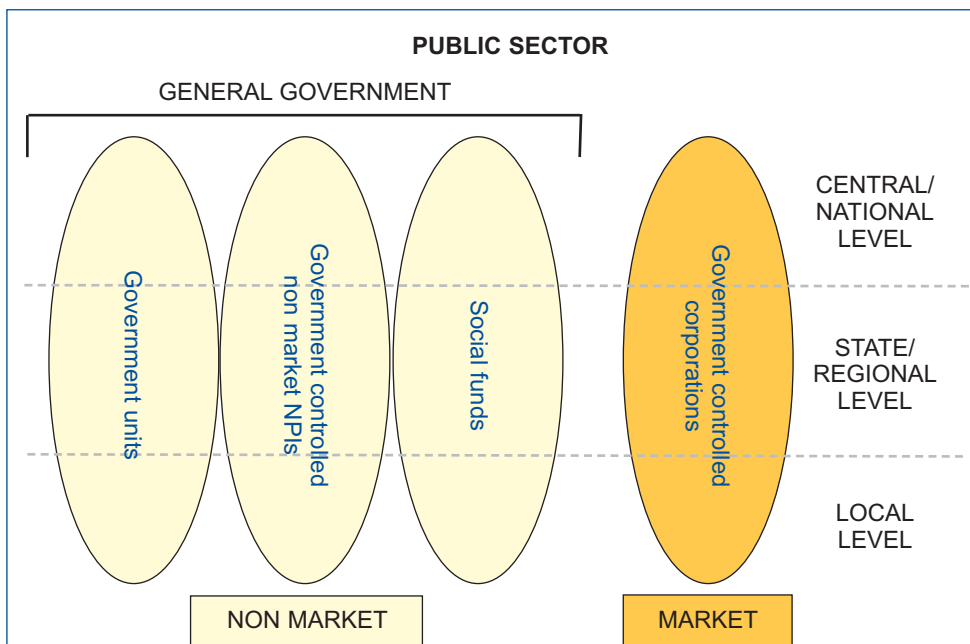 PUBLIC SECTOR
GENERAL GOVERNMENT
Government units
Government controlled
non market NPIs
Social funds
Government controlled
corporations
CENTRAL/
NATIONAL
LEVEL
STATE/
REGIONAL
LEVEL
LOCAL
LEVEL
NON MARKET
MARKET